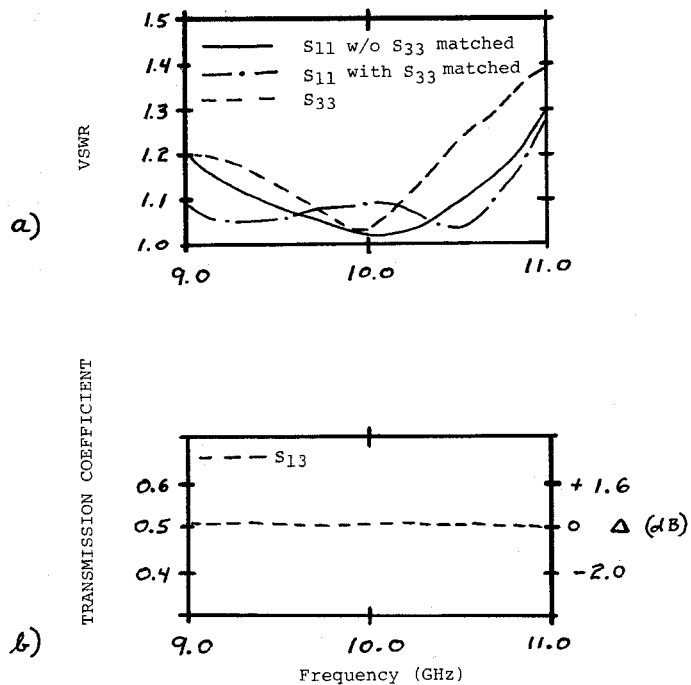 1.5
1.4
1.3
1.2
1.1
1.0
VSWR
S11 w/o S33 matched
S11 with S33 matched
S33
a)
9.0 10.0 11.0
TRANSMISSION COEFFICIENT
S13
0.6
0.5
0.4
+ 1.6
0 Δ (dB)
-2.0
b)
9.0 10.0 11.0
Frequency (GHz)